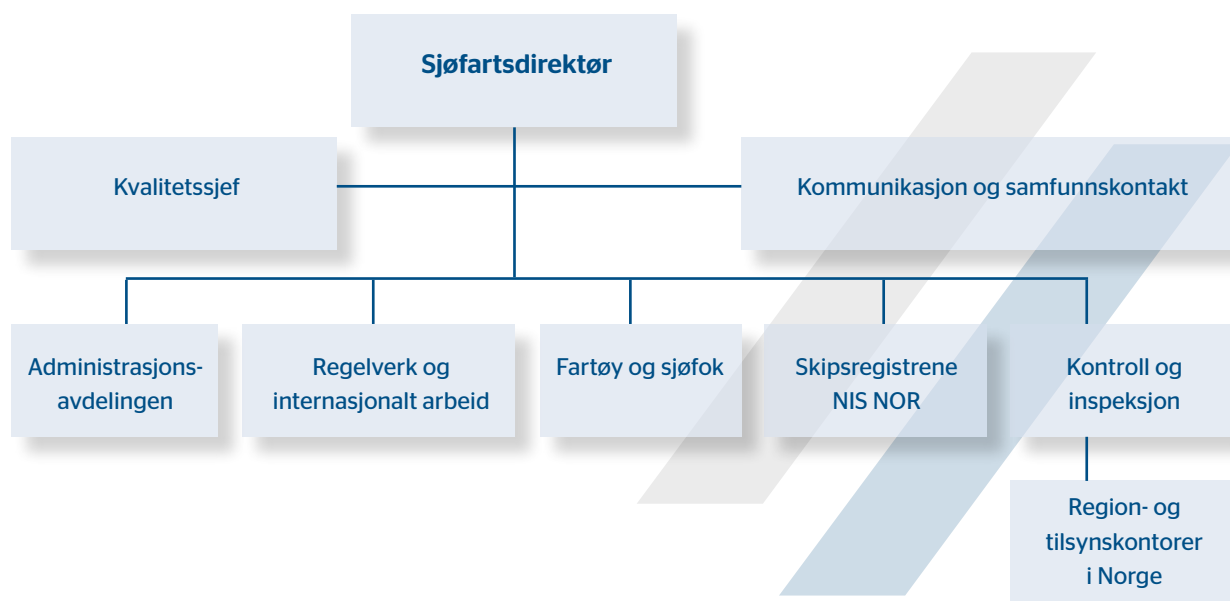 Sjøfartsdirektør
Kvalitetssjef
Kommunikasjon og samfunnskontakt
Administrasjons-
avdelingen
Regelverk og
internasjonalt arbeid
Fartøy og sjøfok
Skipsregistrene
NIS NOR
Kontroll og
inspeksjon
Region- og
tilsynskontorer
i Norge